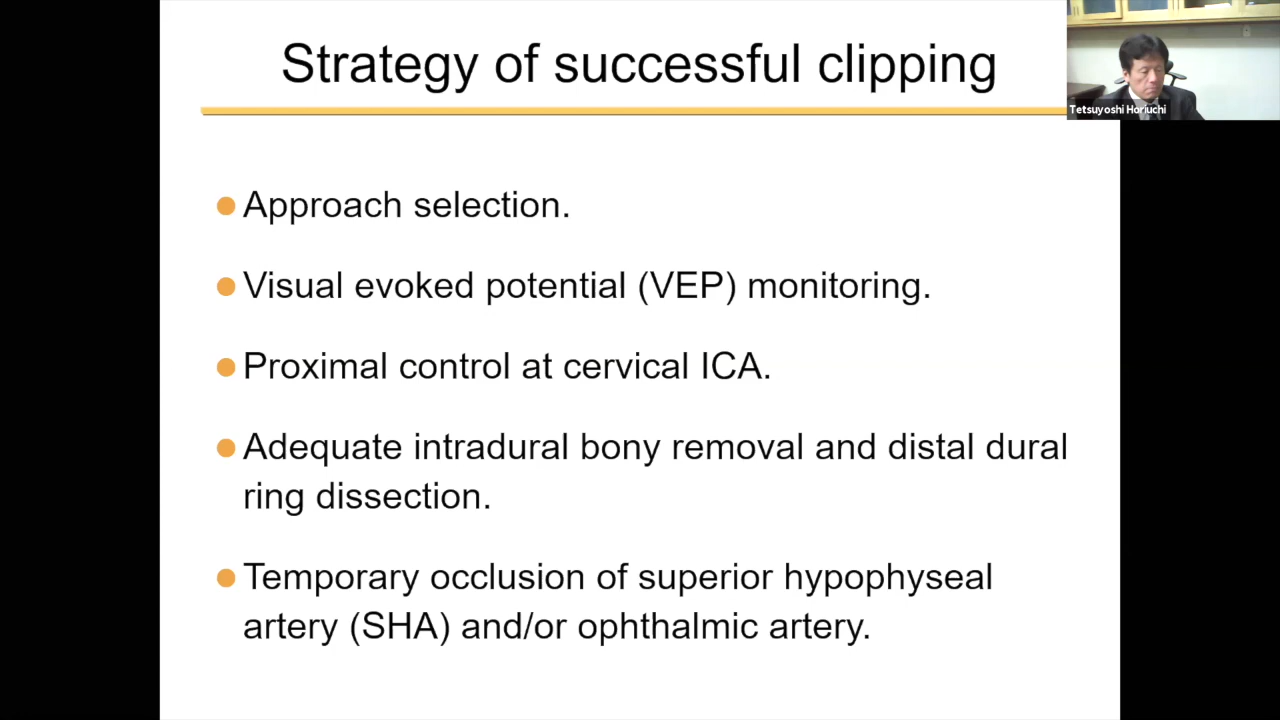 Strategy of successful clipping
Tetsuyoshi Horiuchi
Approach selection.
Visual evoked potential (VEP) monitoring.
Proximal control at cervical ICA.
Adequate intradural bony removal and distal dural
ring dissection.
Temporary occlusion of superior hypophyseal
artery (SHA) and/or ophthalmic artery.